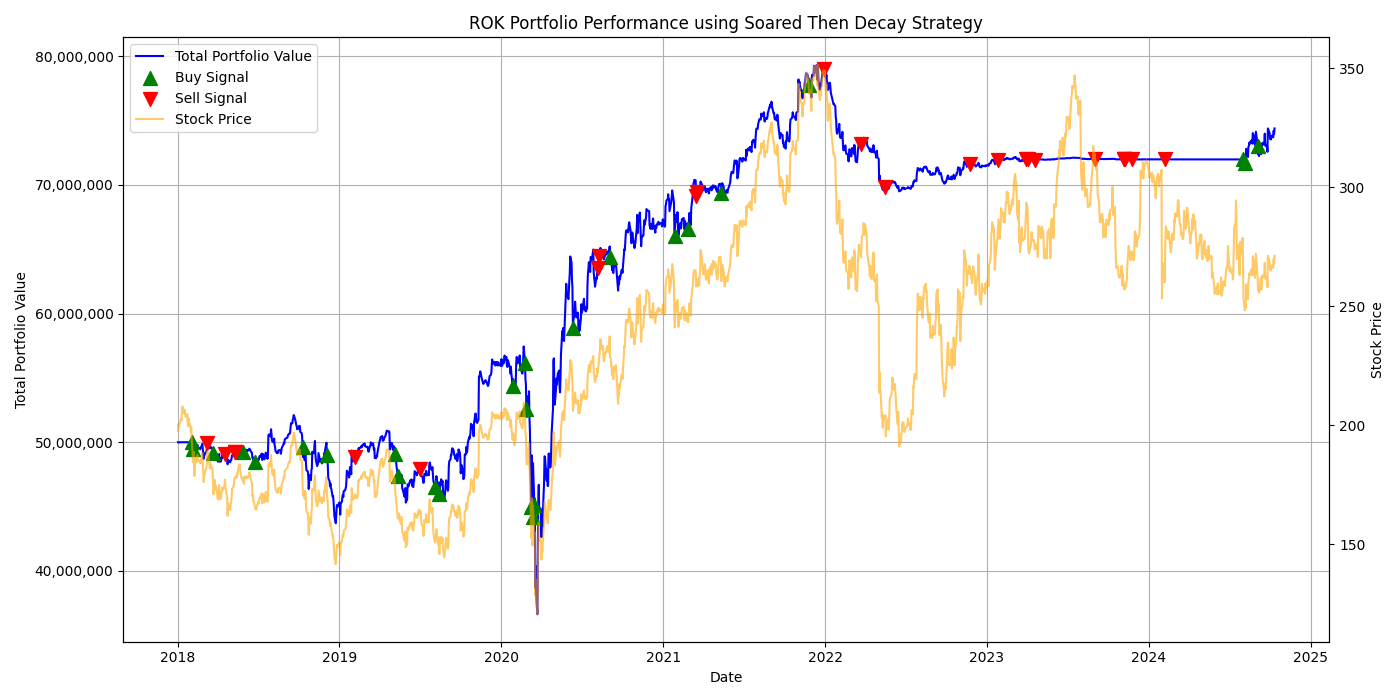 ROK Portfolio Performance using Soared Then Decay Strategy
Total Portfolio Value
Buy Signal
Sell Signal
Stock Price
80,000,000
70,000,000
60,000,000
50,000,000
40,000,000
Total Portfolio Value
350
300
250
200
150
Stock Price
2018
2019
2020
2021
2022
2023
2024
2025
Date